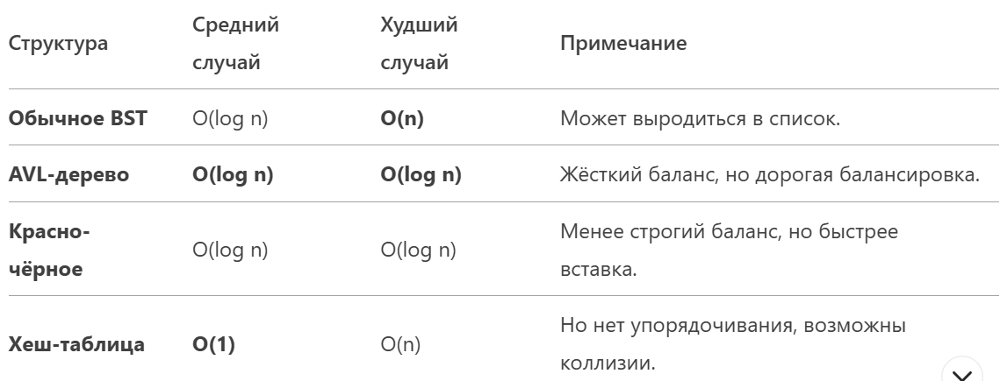 Структура
Средний
случай
Худший
случай
Примечание
Обычное BST O(log n) O(n) Может выродиться в список.
AVL-дерево O(log n) O(log n) Жёсткий баланс, но дорогая балансировка.
Красно-
чёрное
O(log n) O(log n)
Менее строгий баланс, но быстрее
вставка.
Хеш-таблица O(1) O(n)
Но нет упорядочивания, возможны
коллизии.